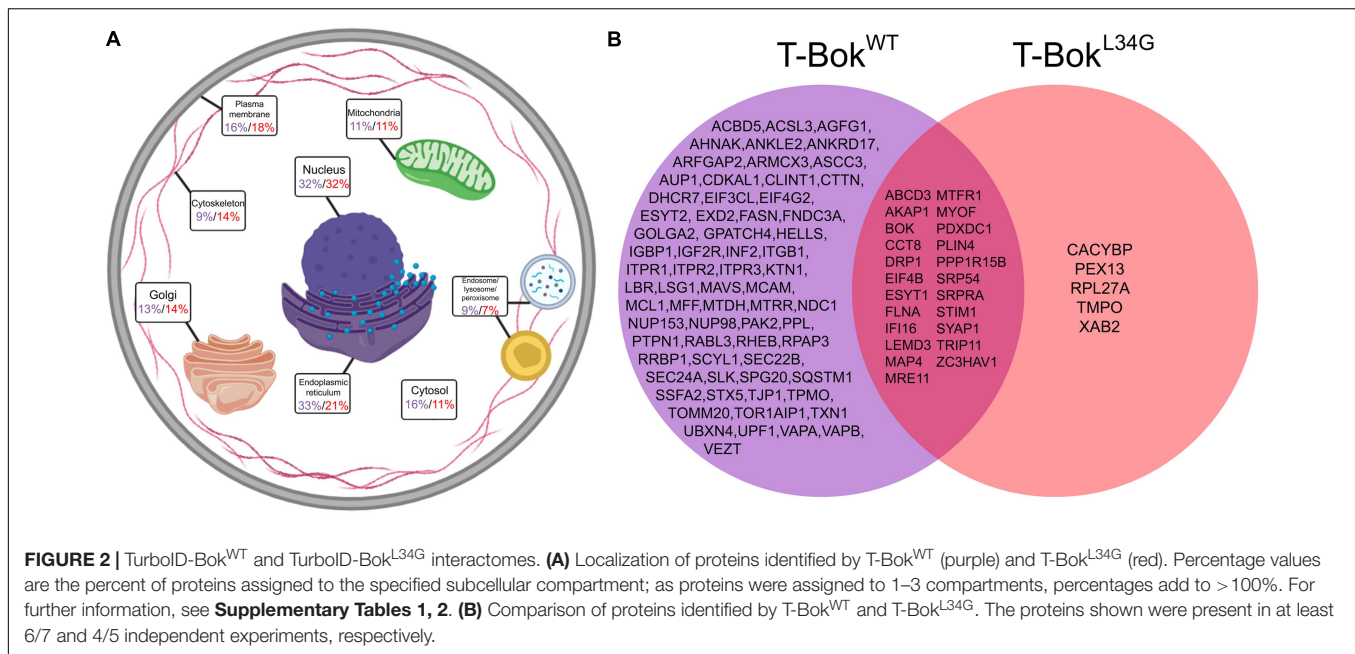 A
Plasma
membrane
16%/18%
Mitochondria
11%/11%
Nucleus
32%/32%
Cytoskeleton
9%/14%
Golgi
13%/14%
Endosome/
lysosome/
peroxisome
9%/7%
Endoplasmic
reticulum
33%/21%
Cytosol
16%/11%
B
T-Bok^WT
T-Bok^L34G
ACBD5,ACSL3,AGFG1,
AHNAK,ANKLE2,ANKRD17,
ARFGAP2,ARMCX3,ASCC3,
AUP1,CDKAL1,CLINT1,CTTN,
DHCR7,EIF3CL,EIF4G2,
ESYT2, EXD2,FASN,FNDC3A,
GOLGA2, GPATCH4,HELLS,
IGBP1,IGF2R,INF2,ITGB1,
ITPR1,ITPR2,ITPR3,KTN1,
LBR,LSG1,MAVS,MCAM,
MCL1,MFF,MTDH,MTRR,NDC1
NUP153,NUP98,PAK2,PPL,
PTPN1,RABL3,RHEB,RPAP3
RRBP1,SCYL1,SEC22B,
SEC24A,SLK,SPG20,SQSTM1
SSFA2,STX5,TJP1,TPMO,
TOMM20,TOR1AIP1,TXN1
UBXN4,UPF1,VAPA,VAPB,
VEZT
ABCD3 MTFR1
AKAP1 MYOF
BOK PDXDC1
CCT8 PLIN4
DRP1 PPP1R15B
EIF4B SRP54
ESYT1 SRPRA
FLNA STIM1
IFI16 SYAP1
LEMD3 TRIP11
MAP4 ZC3HAV1
MRE11
CACYBP
PEX13
RPL27A
TMPO
XAB2
FIGURE 2 | TurboID-Bok^WT and TurboID-Bok^L34G interactomes. (A) Localization of proteins identified by T-Bok^WT (purple) and T-Bok^L34G (red). Percentage values
are the percent of proteins assigned to the specified subcellular compartment; as proteins were assigned to 1–3 compartments, percentages add to >100%. For
further information, see Supplementary Tables 1, 2. (B) Comparison of proteins identified by T-Bok^WT and T-Bok^L34G. The proteins shown were present in at least
6/7 and 4/5 independent experiments, respectively.